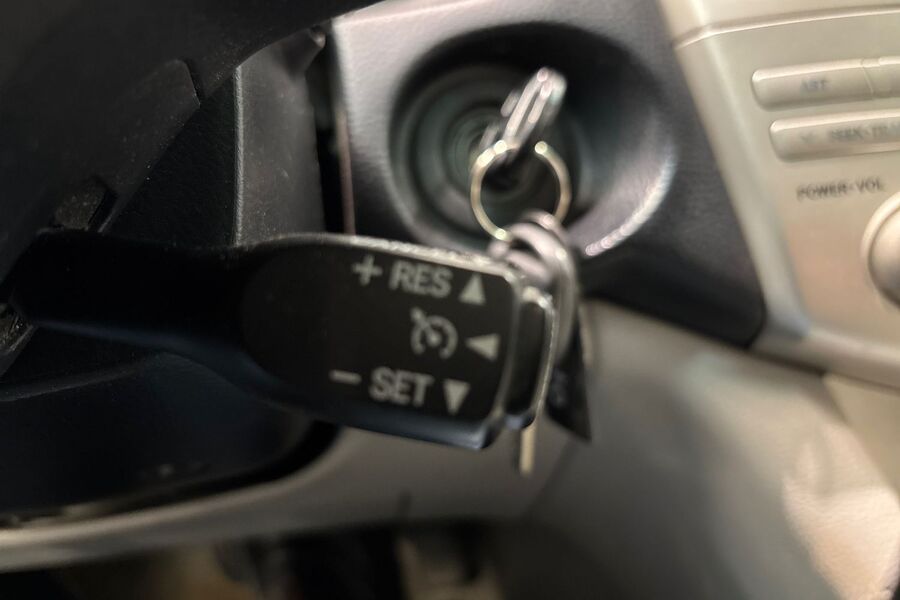 + RES ▲
◄
− SET ▼
POWER•VOL